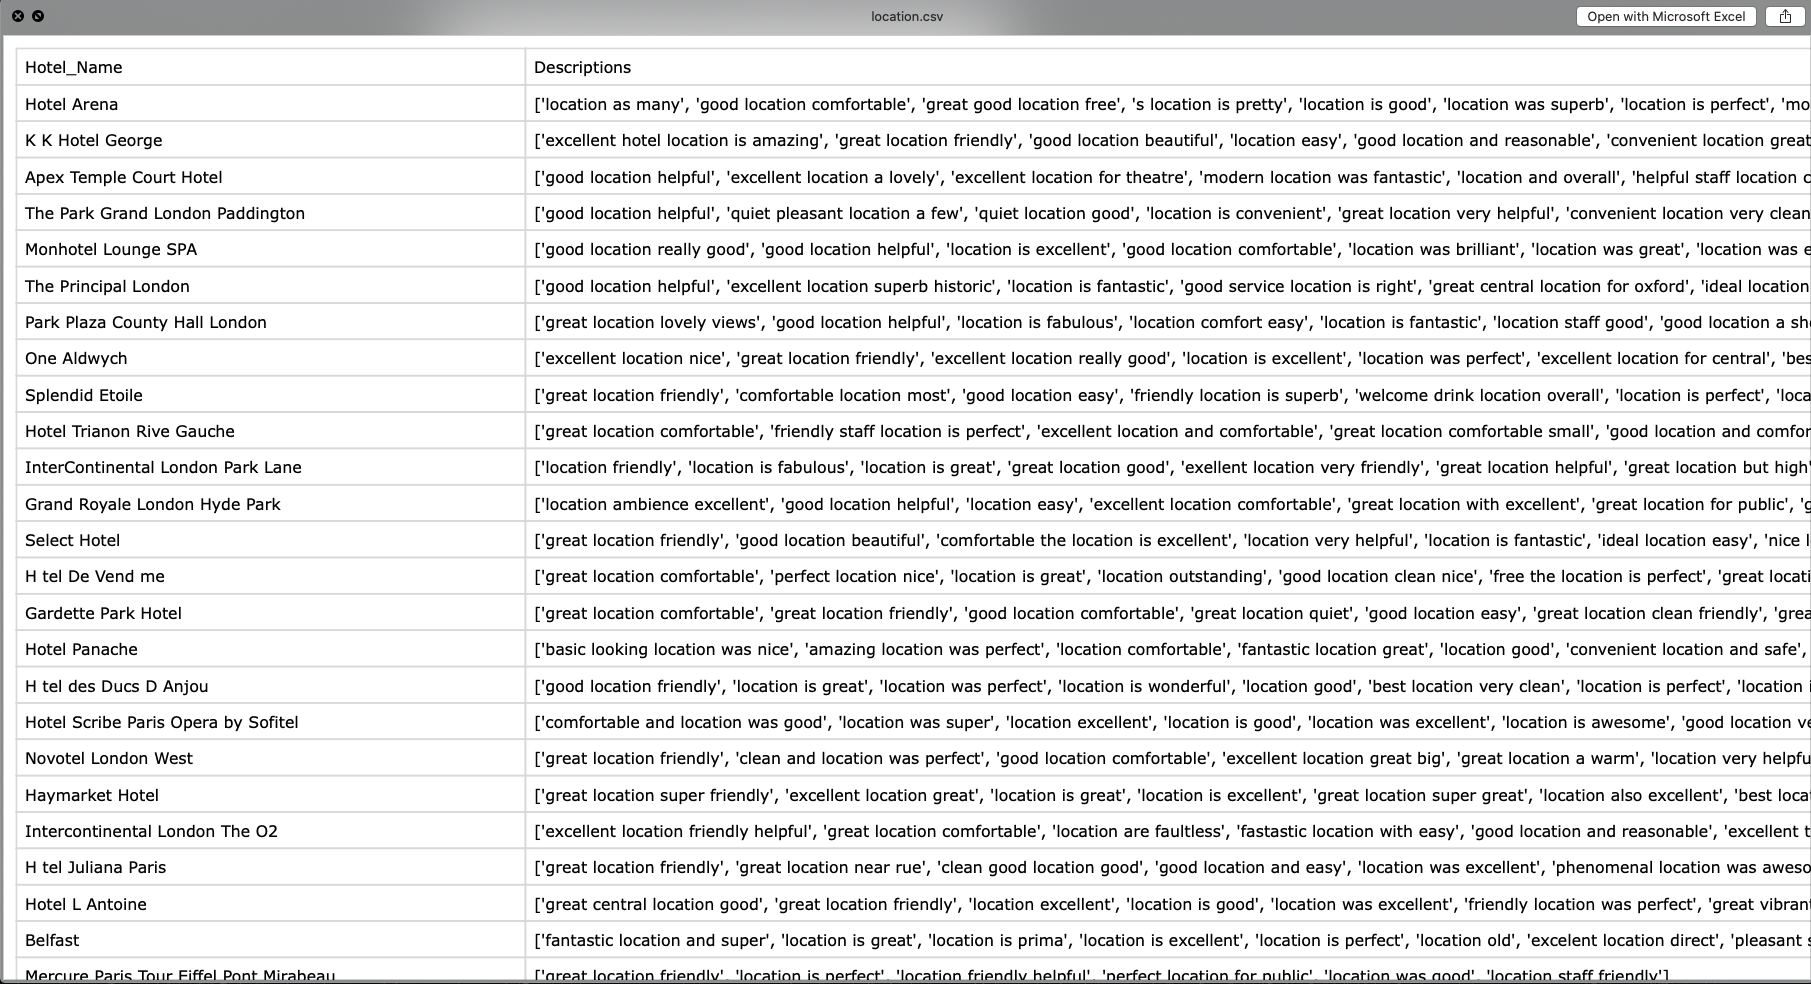 location.csv
Open with Microsoft Excel
Hotel_Name Descriptions
Hotel Arena ['location as many', 'good location comfortable', 'great good location free', 's location is pretty', 'location is good', 'location was superb', 'location is perfect', 'mo
K K Hotel George ['excellent hotel location is amazing', 'great location friendly', 'good location beautiful', 'location easy', 'good location and reasonable', 'convenient location great
Apex Temple Court Hotel ['good location helpful', 'excellent location a lovely', 'excellent location for theatre', 'modern location was fantastic', 'location and overall', 'helpful staff location c
The Park Grand London Paddington ['good location helpful', 'quiet pleasant location a few', 'quiet location good', 'location is convenient', 'great location very helpful', 'convenient location very clean
Monhotel Lounge SPA ['good location really good', 'good location helpful', 'location is excellent', 'good location comfortable', 'location was brilliant', 'location was great', 'location was e
The Principal London ['good location helpful', 'excellent location superb historic', 'location is fantastic', 'good service location is right', 'great central location for oxford', 'ideal location
Park Plaza County Hall London ['great location lovely views', 'good location helpful', 'location is fabulous', 'location comfort easy', 'location is fantastic', 'location staff good', 'good location a sh
One Aldwych ['excellent location nice', 'great location friendly', 'excellent location really good', 'location is excellent', 'location was perfect', 'excellent location for central', 'bes
Splendid Etoile ['great location friendly', 'comfortable location most', 'good location easy', 'friendly location is superb', 'welcome drink location overall', 'location is perfect', 'loca
Hotel Trianon Rive Gauche ['great location comfortable', 'friendly staff location is perfect', 'excellent location and comfortable', 'great location comfortable small', 'good location and comfor
InterContinental London Park Lane ['location friendly', 'location is fabulous', 'location is great', 'great location good', 'exellent location very friendly', 'great location helpful', 'great location but high'
Grand Royale London Hyde Park ['location ambience excellent', 'good location helpful', 'location easy', 'excellent location comfortable', 'great location with excellent', 'great location for public', 'g
Select Hotel ['great location friendly', 'good location beautiful', 'comfortable the location is excellent', 'location very helpful', 'location is fantastic', 'ideal location easy', 'nice l
H tel De Vend me ['great location comfortable', 'perfect location nice', 'location is great', 'location outstanding', 'good location clean nice', 'free the location is perfect', 'great locati
Gardette Park Hotel ['great location comfortable', 'great location friendly', 'good location comfortable', 'great location quiet', 'good location easy', 'great location clean friendly', 'grea
Hotel Panache ['basic looking location was nice', 'amazing location was perfect', 'location comfortable', 'fantastic location great', 'location good', 'convenient location and safe',
H tel des Ducs D Anjou ['good location friendly', 'location is great', 'location was perfect', 'location is wonderful', 'location good', 'best location very clean', 'location is perfect', 'location i
Hotel Scribe Paris Opera by Sofitel ['comfortable and location was good', 'location was super', 'location excellent', 'location is good', 'location was excellent', 'location is awesome', 'good location ve
Novotel London West ['great location friendly', 'clean and location was perfect', 'good location comfortable', 'excellent location great big', 'great location a warm', 'location very helpfu
Haymarket Hotel ['great location super friendly', 'excellent location great', 'location is great', 'location is excellent', 'great location super great', 'location also excellent', 'best loca
Intercontinental London The O2 ['excellent location friendly helpful', 'great location comfortable', 'location are faultless', 'fastastic location with easy', 'good location and reasonable', 'excellent t
H tel Juliana Paris ['great location friendly', 'great location near rue', 'clean good location good', 'good location and easy', 'location was excellent', 'phenomenal location was aweso
Hotel L Antoine ['great central location good', 'great location friendly', 'location excellent', 'location is good', 'location was excellent', 'friendly location was perfect', 'great vibrant
Belfast ['fantastic location and super', 'location is great', 'location is prima', 'location is excellent', 'location is perfect', 'location old', 'excelent location direct', 'pleasant s
Mercure Paris Tour Eiffel Pont Mirabeau ['great location friendly', 'location is perfect', 'location friendly helpful', 'perfect location for public', 'location was good', 'location staff friendly']